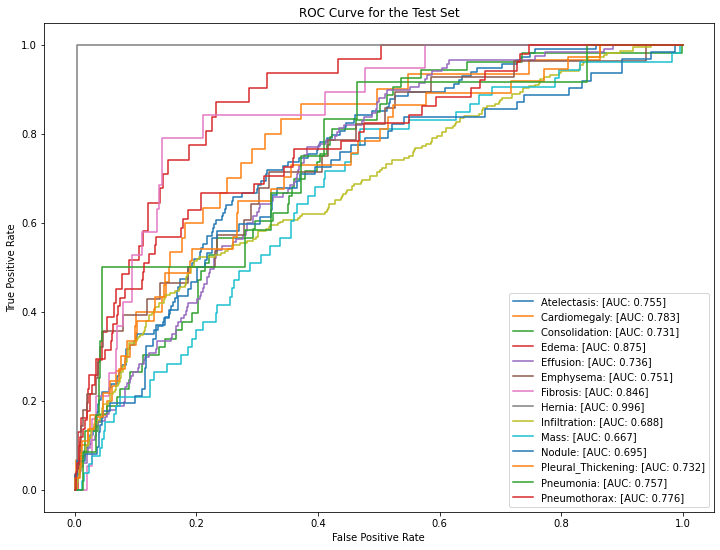 ROC Curve for the Test Set
True Positive Rate
1.0
0.8
0.6
0.4
0.2
0.0
Atelectasis: [AUC: 0.755]
Cardiomegaly: [AUC: 0.783]
Consolidation: [AUC: 0.731]
Edema: [AUC: 0.875]
Effusion: [AUC: 0.736]
Emphysema: [AUC: 0.751]
Fibrosis: [AUC: 0.846]
Hernia: [AUC: 0.996]
Infiltration: [AUC: 0.688]
Mass: [AUC: 0.667]
Nodule: [AUC: 0.695]
Pleural_Thickening: [AUC: 0.732]
Pneumonia: [AUC: 0.757]
Pneumothorax: [AUC: 0.776]
0.0 0.2 0.4 0.6 0.8 1.0
False Positive Rate